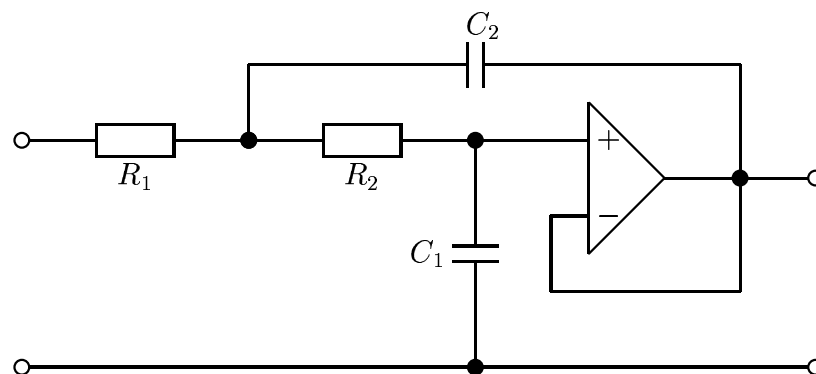 C₂
R₁
R₂
+
−
C₁